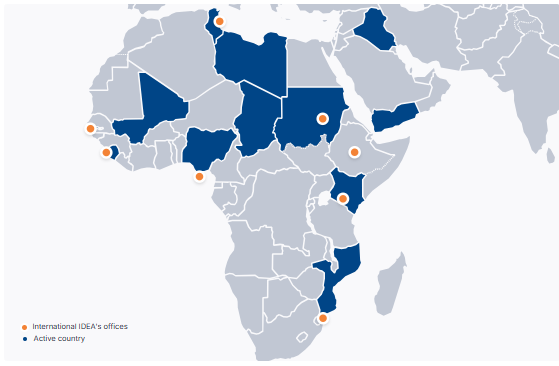 International IDEA's offices
Active country